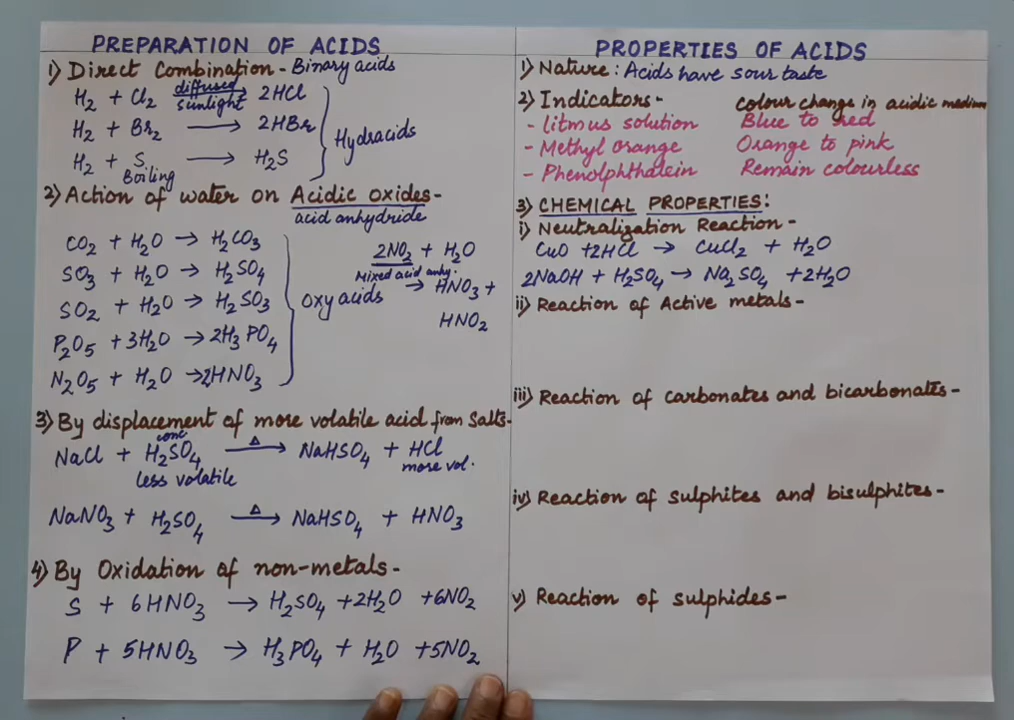 PREPARATION OF ACIDS
1) Direct Combination - Binary acids
H₂ + Cl₂ diffused sunlight → 2HCl
H₂ + Br₂ → 2HBr
H₂ + S → H₂S
Boiling
Hydracids
2) Action of water on Acidic oxides-
acid anhydride
CO₂ + H₂O → H₂CO₃
SO₃ + H₂O → H₂SO₄
SO₂ + H₂O → H₂SO₃
P₂O₅ + 3H₂O → 2H₃PO₄
N₂O₅ + H₂O → 2HNO₃
Oxyacids
2NO₂ + H₂O
Mixed acid anhy.
→ HNO₃ +
HNO₂
3) By displacement of more volatile acid from Salts-
conc
NaCl + H₂SO₄ Δ → NaHSO₄ + HCl
less volatile more vol.
NaNO₃ + H₂SO₄ Δ → NaHSO₄ + HNO₃
4) By Oxidation of non-metals-
S + 6HNO₃ → H₂SO₄ + 2H₂O + 6NO₂
P + 5HNO₃ → H₃PO₄ + H₂O + 5NO₂
PROPERTIES OF ACIDS
1) Nature: Acids have sour taste
2) Indicators- colour change in acidic medium
- Litmus solution Blue to red
- Methyl orange Orange to pink
- Phenolphthalein Remain colourless
3) CHEMICAL PROPERTIES:
i) Neutralization Reaction-
CuO + 2HCl → CuCl₂ + H₂O
2NaOH + H₂SO₄ → Na₂SO₄ + 2H₂O
ii) Reaction of Active metals-
iii) Reaction of carbonates and bicarbonates-
iv) Reaction of sulphites and bisulphites-
v) Reaction of sulphides-